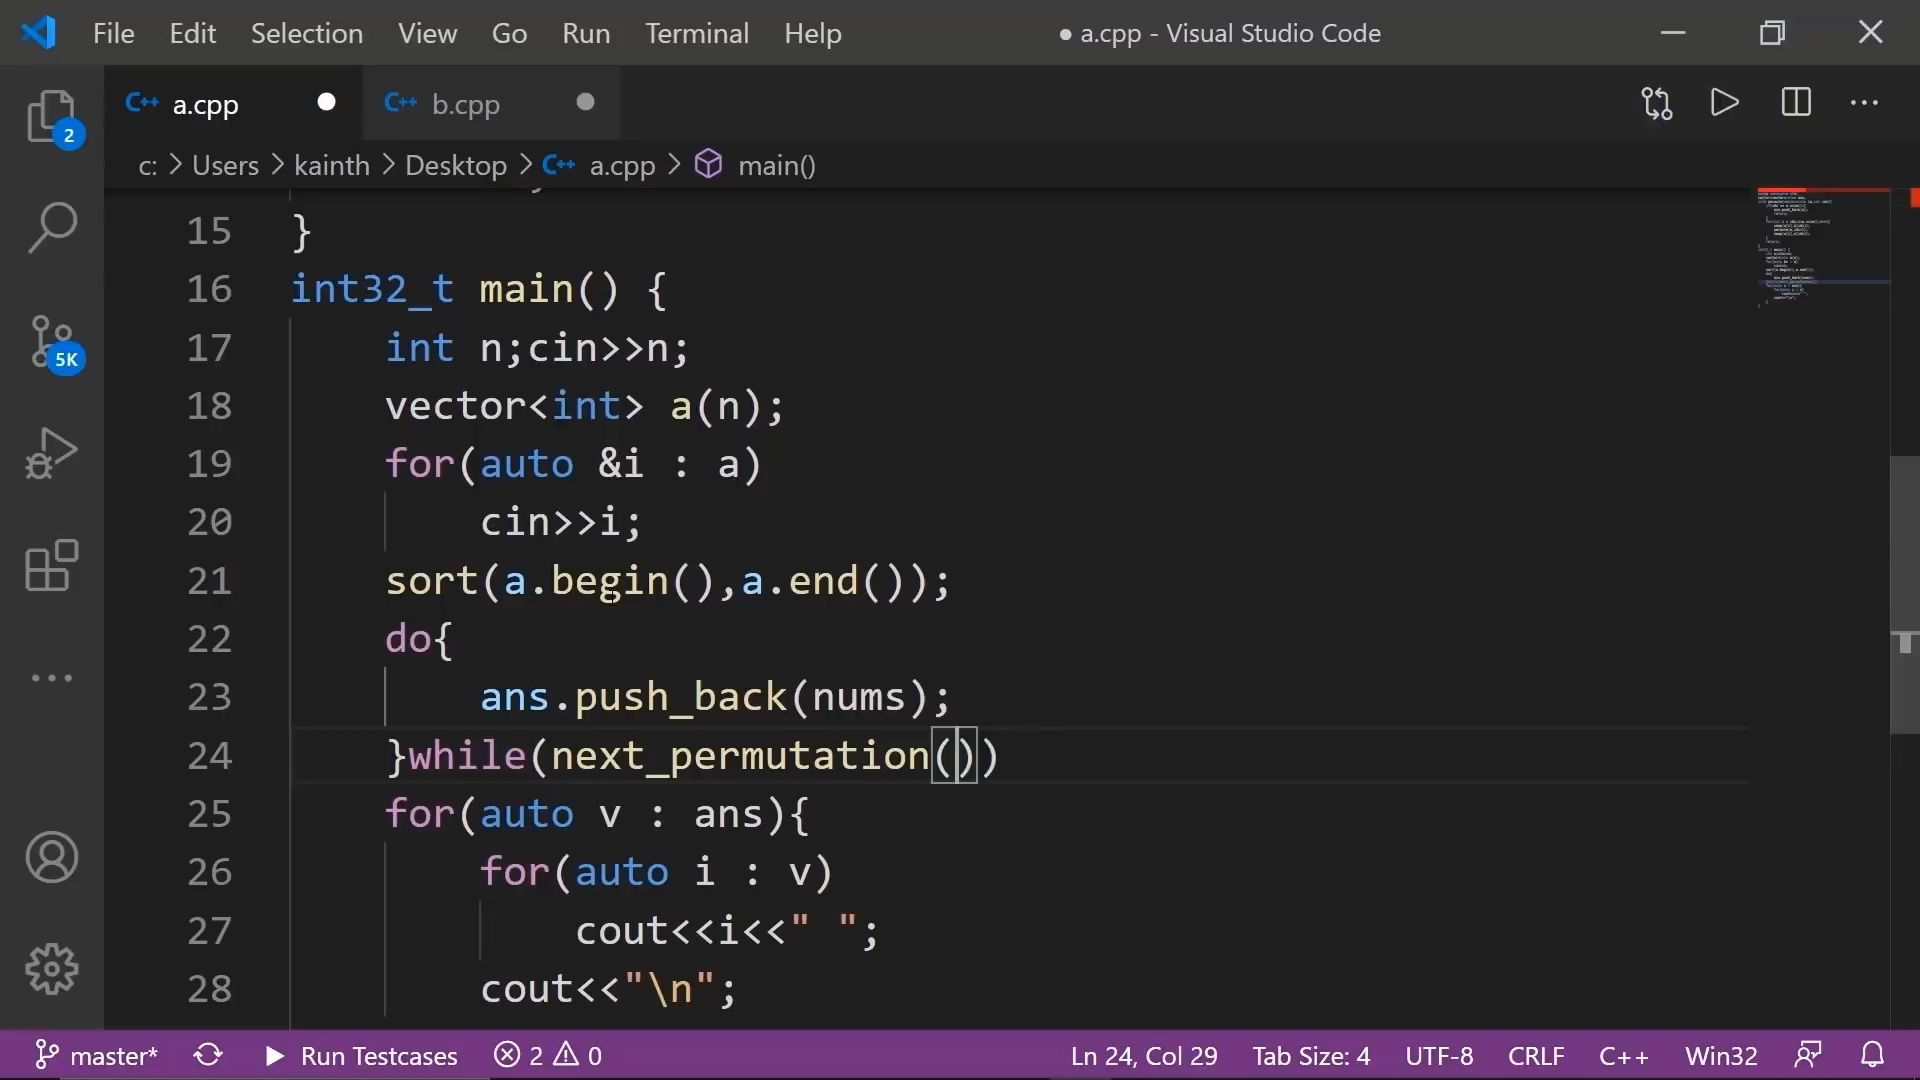 File Edit Selection View Go Run Terminal Help ● a.cpp - Visual Studio Code
C++ a.cpp ● C++ b.cpp ●
2
c: > Users > kainth > Desktop > C++ a.cpp > main()
15 }
16 int32_t main() {
17 int n;cin>>n;
5K
18 vector<int> a(n);
19 for(auto &i : a)
20 cin>>i;
21 sort(a.begin(),a.end());
22 do{
23 ans.push_back(nums);
24 }while(next_permutation())
25 for(auto v : ans){
26 for(auto i : v)
27 cout<<i<<" ";
28 cout<<"\n";
master* Run Testcases 2 0 Ln 24, Col 29 Tab Size: 4 UTF-8 CRLF C++ Win32